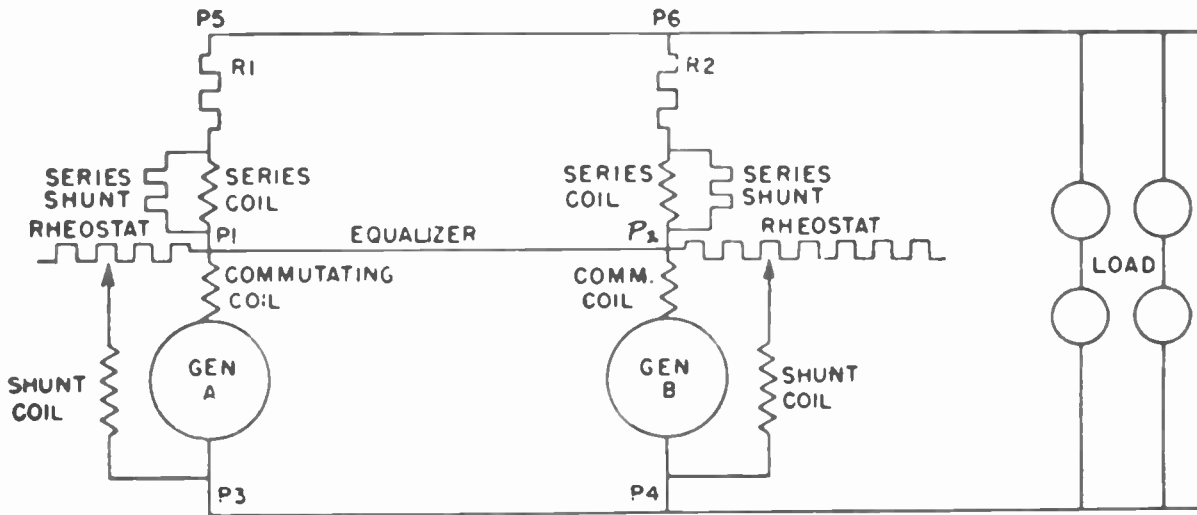 P5
P6
R1
R2
SERIES
SHUNT
SERIES
COIL
SERIES
COIL
SERIES
SHUNT
RHEOSTAT
P1
EQUALIZER
P2
RHEOSTAT
COMMUTATING
COIL
COMM.
COIL
LOAD
GEN
A
GEN
B
SHUNT
COIL
SHUNT
COIL
P3
P4